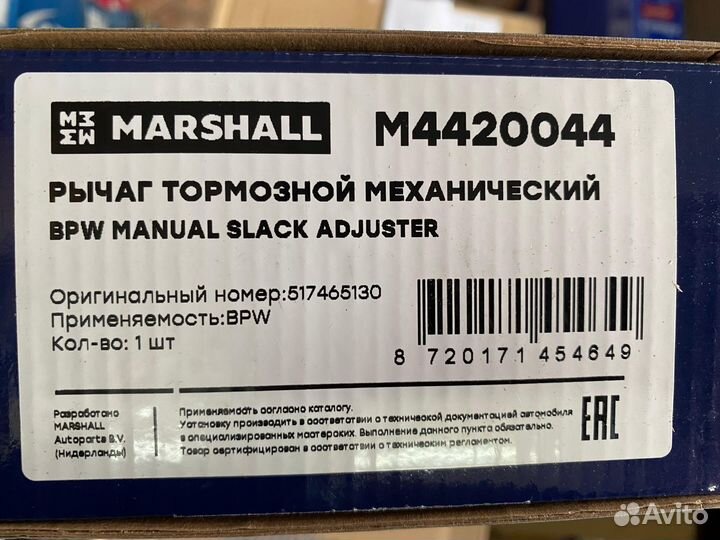 MARSHALL M4420044
РЫЧАГ ТОРМОЗНОЙ МЕХАНИЧЕСКИЙ
BPW MANUAL SLACK ADJUSTER
Оригинальный номер:517465130
Применяемость:BPW
Кол-во: 1 шт
8 720171 454649
Разработано
MARSHALL
Autoparts B.V.
(Нидерланды)
Применяемость согласно каталогу.
Установку производить в соответствии с технической документацией автомобиля
в специализированных мастерских. Выполнение данного пункта обязательно.
Товар сертифицирован в соответствии с техническим регламентом.
EAC
Avito